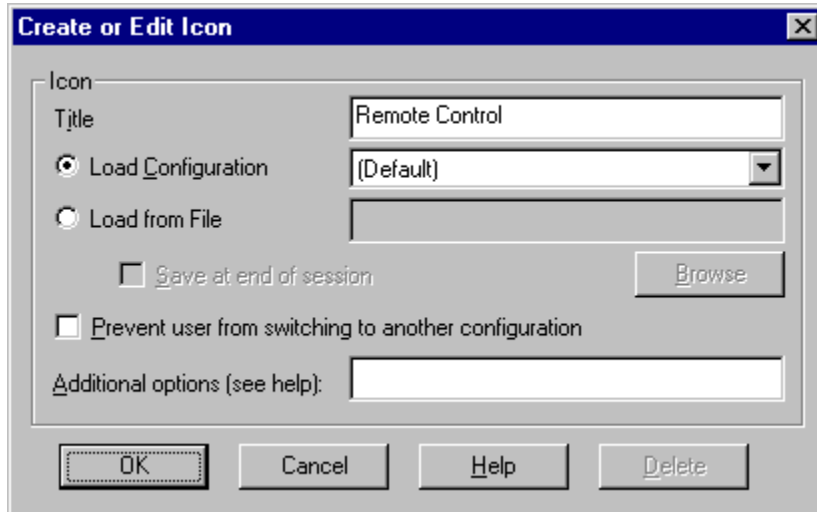 Create or Edit Icon
Icon
Title Remote Control
Load Configuration (Default)
Load from File
Save at end of session Browse
Prevent user from switching to another configuration
Additional options (see help):
OK Cancel Help Delete